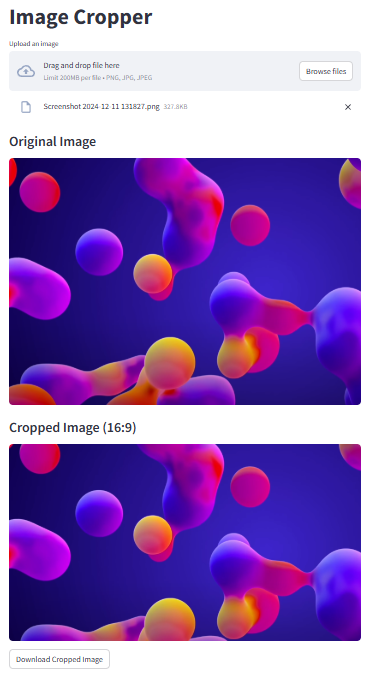 Image Cropper
Upload an image
Drag and drop file here
Limit 200MB per file • PNG, JPG, JPEG
Browse files
Screenshot 2024-12-11 131827.png 327.8KB
Original Image
Cropped Image (16:9)
Download Cropped Image